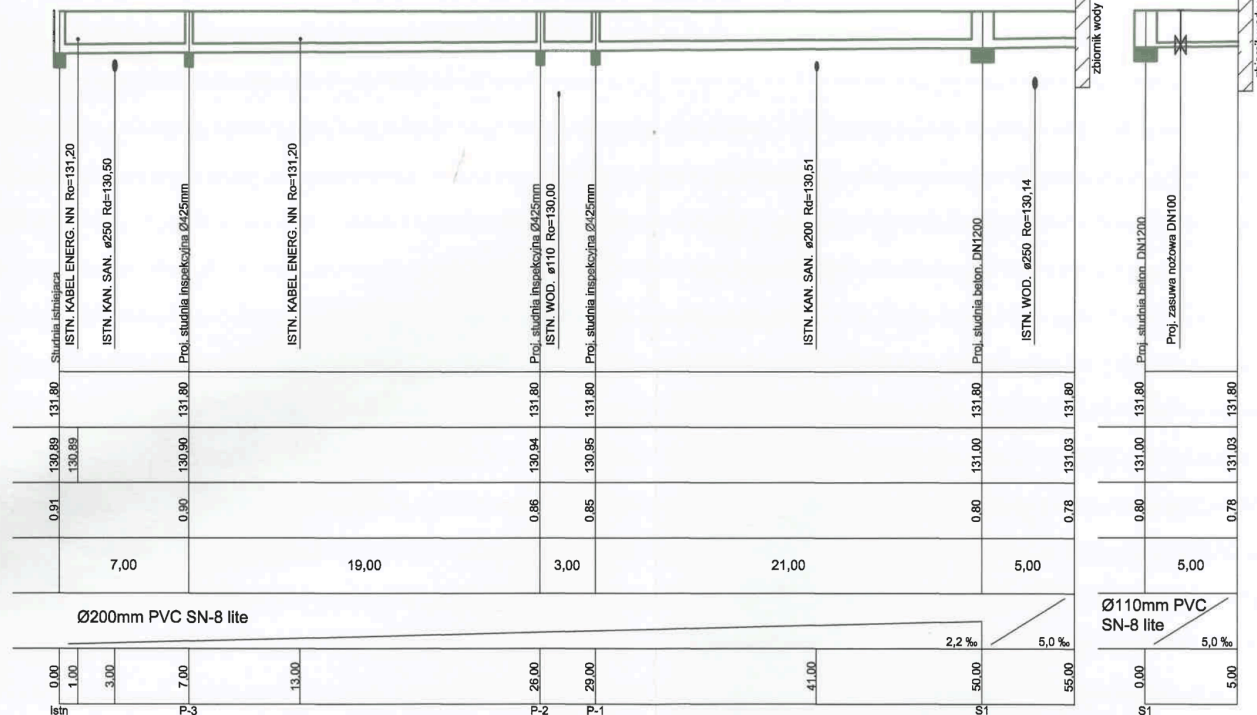 zbiornik wody
Studnia istniejąca
ISTN. KABEL ENERG. NN Ro=131,20
ISTN. KAN. SAN. ø250 Rd=130,50
Proj. studnia inspekcyjna Ø425mm
ISTN. KABEL ENERG. NN Ro=131,20
Proj. studnia inspekcyjna Ø425mm
ISTN. WOD. ø110 Ro=130,00
Proj. studnia inspekcyjna Ø425mm
ISTN. KAN. SAN. ø200 Rd=130,51
Proj. studnia beton. DN1200
ISTN. WOD. ø250 Ro=130,14
Proj. studnia beton. DN1200
Proj. zasuwa nożowa DN100
131,80 131,80 131,80 131,80 131,80 131,80 131,80 131,80
130,89 130,89 130,90 130,94 130,95 131,00 131,03 131,00 131,03
0,91 0,90 0,86 0,85 0,80 0,78 0,80 0,78
7,00 19,00 3,00 21,00 5,00 5,00
Ø200mm PVC SN-8 lite
2,2 ‰ 5,0 ‰
Ø110mm PVC
SN-8 lite
5,0 ‰
0,00 1,00 3,00 7,00 13,00 26,00 29,00 41,00 50,00 55,00 0,00 5,00
Istn P-3 P-2 P-1 S1 S1